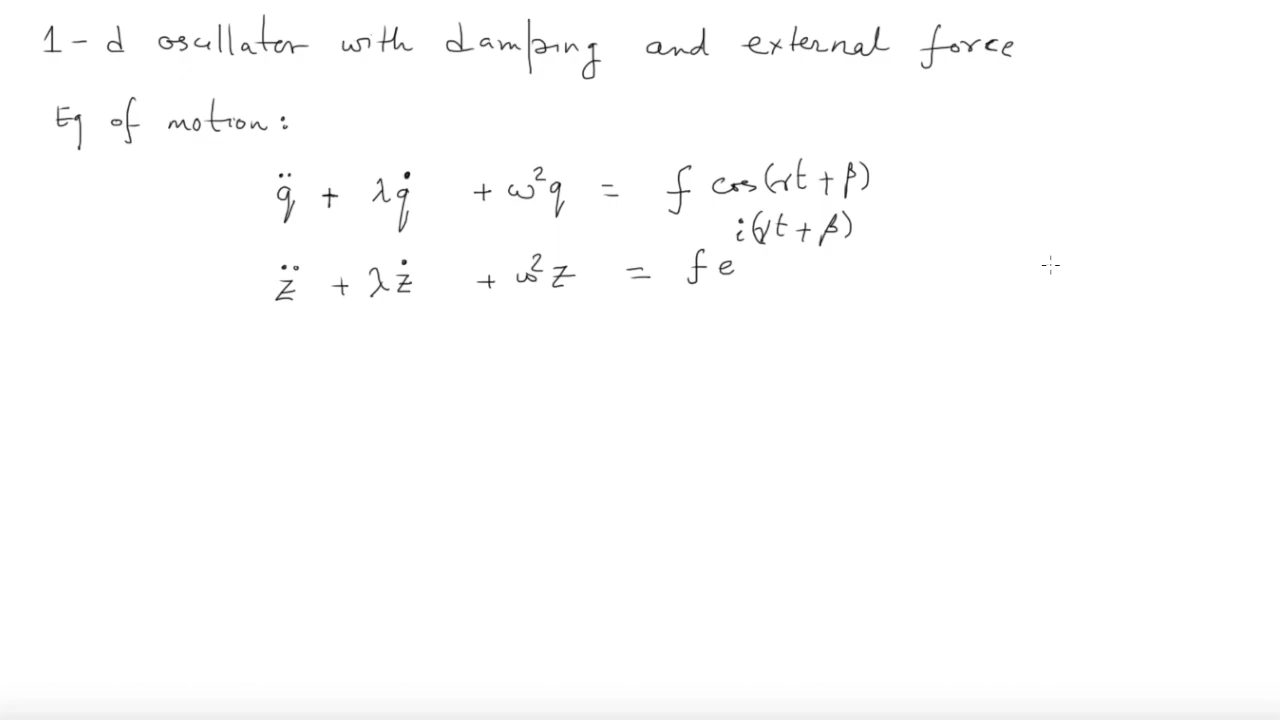 1-d oscillator with damping and external force
Eq of motion:
q̈ + λq̇ + ω²q = f cos(γt + β)
z̈ + λż + ω²z = f e^{i(γt + β)}